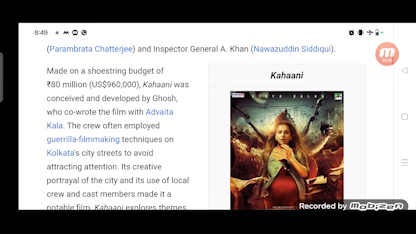 8:49
(Parambrata Chatterjee) and Inspector General A. Khan (Nawazuddin Siddiqui).
Kahaani
Made on a shoestring budget of
₹80 million (US$960,000), Kahaani was
conceived and developed by Ghosh,
who co-wrote the film with Advaita
Kala. The crew often employed
guerrilla-filmmaking techniques on
Kolkata's city streets to avoid
attracting attention. Its creative
portrayal of the city and its use of local
crew and cast members made it a
notable film. Kahaani explores themes
Recorded by Mobizen